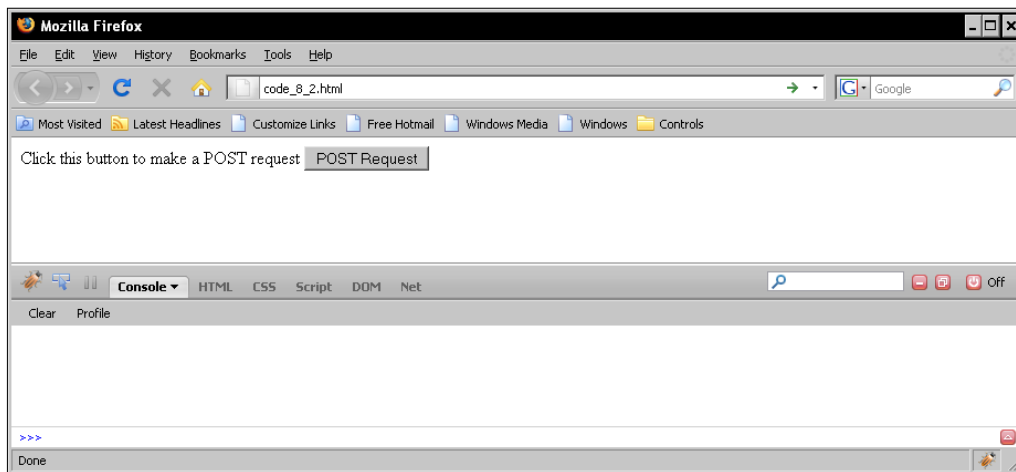 Mozilla Firefox
File Edit View History Bookmarks Tools Help
code_8_2.html G Google
Most Visited Latest Headlines Customize Links Free Hotmail Windows Media Windows Controls
Click this button to make a POST request POST Request
Console HTML CSS Script DOM Net Off
Clear Profile
>>>
Done